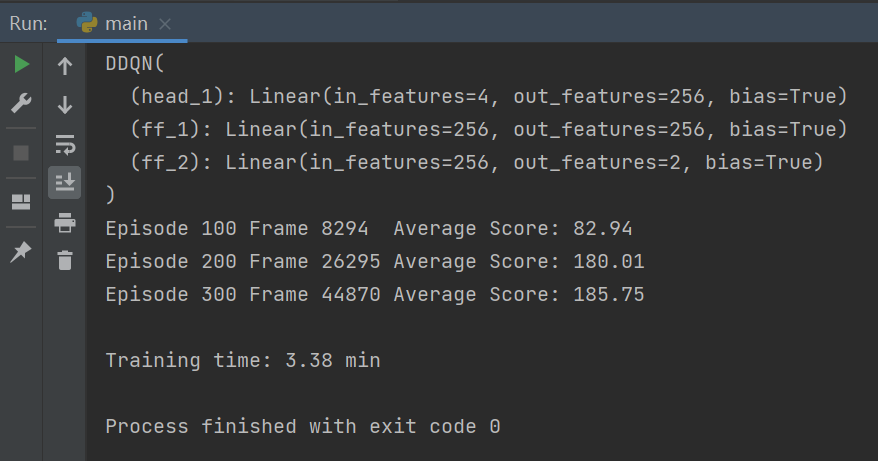 Run: main
DDQN(
  (head_1): Linear(in_features=4, out_features=256, bias=True)
  (ff_1): Linear(in_features=256, out_features=256, bias=True)
  (ff_2): Linear(in_features=256, out_features=2, bias=True)
)
Episode 100 Frame 8294  Average Score: 82.94
Episode 200 Frame 26295 Average Score: 180.01
Episode 300 Frame 44870 Average Score: 185.75
Training time: 3.38 min
Process finished with exit code 0